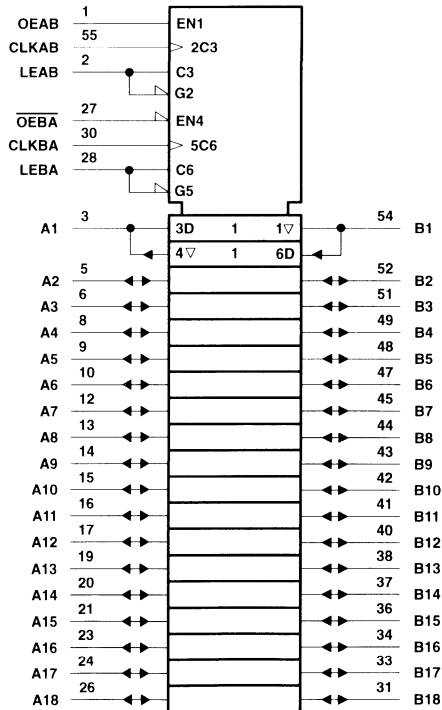 OEAB 1 EN1
CLKAB 55 2C3
LEAB 2 C3
G2
OEBA 27 EN4
CLKBA 30 5C6
LEBA 28 C6
G5
A1 3 3D 1 1▽ 54 B1
4▽ 1 6D
A2 5 52 B2
A3 6 51 B3
A4 8 49 B4
A5 9 48 B5
A6 10 47 B6
A7 12 45 B7
A8 13 44 B8
A9 14 43 B9
A10 15 42 B10
A11 16 41 B11
A12 17 40 B12
A13 19 38 B13
A14 20 37 B14
A15 21 36 B15
A16 23 34 B16
A17 24 33 B17
A18 26 31 B18